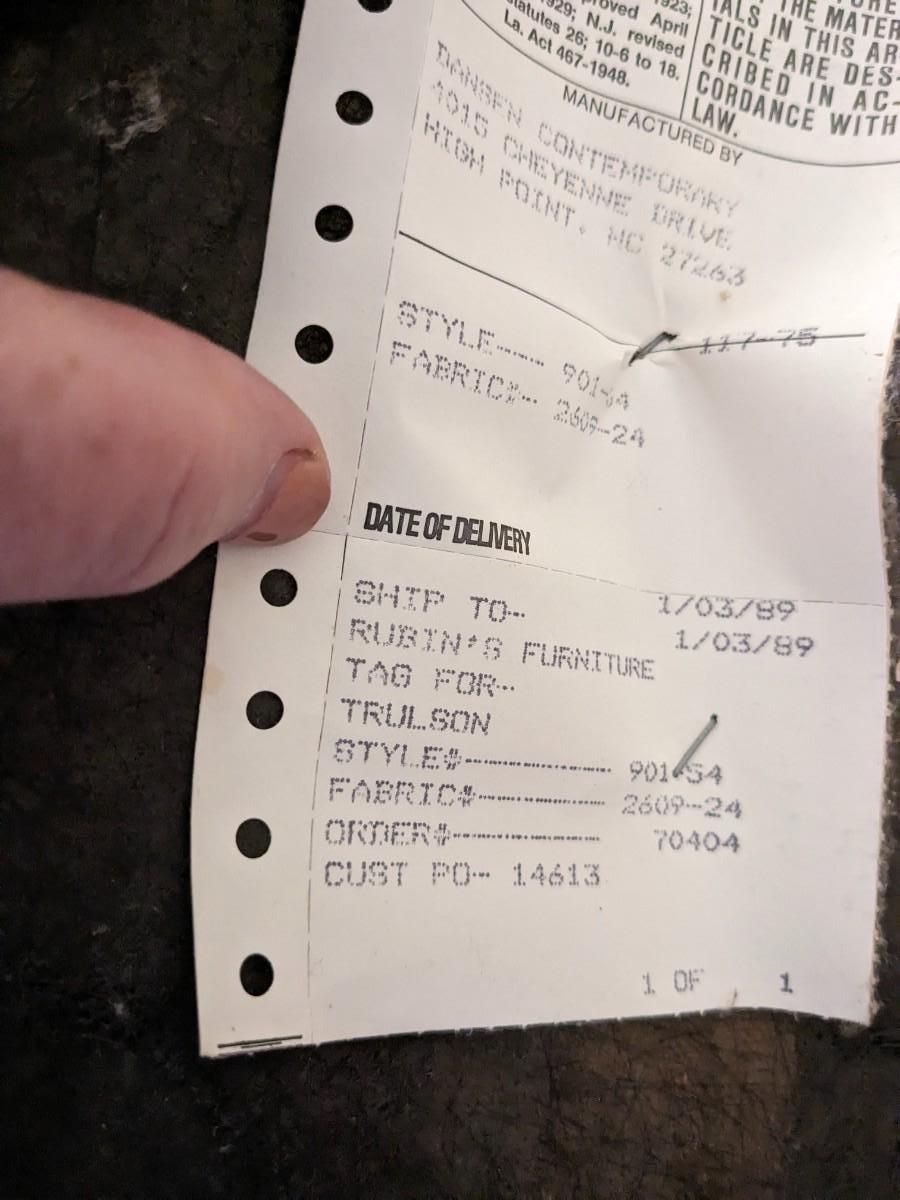 1923;
1929; N.J. revised
proved April
statutes 26; 10-6 to 18.
La. Act 467-1948.
THE MATER
IALS IN THIS AR-
TICLE ARE DES-
CRIBED IN AC-
CORDANCE WITH
LAW.
MANUFACTURED BY
DANSEN CONTEMPORARY
4015 CHEYENNE DRIVE
HIGH POINT, NC 27263
117-75
STYLE---- 901-54
FABRIC#-- 2609-24
DATE OF DELIVERY
SHIP TO- 1/03/89
RUBIN'S FURNITURE 1/03/89
TAG FOR-
TRULSON
STYLE#--------------- 901-54
FABRIC#-------------- 2609-24
ORDER#--------------- 70404
CUST PO- 14613
1 OF 1